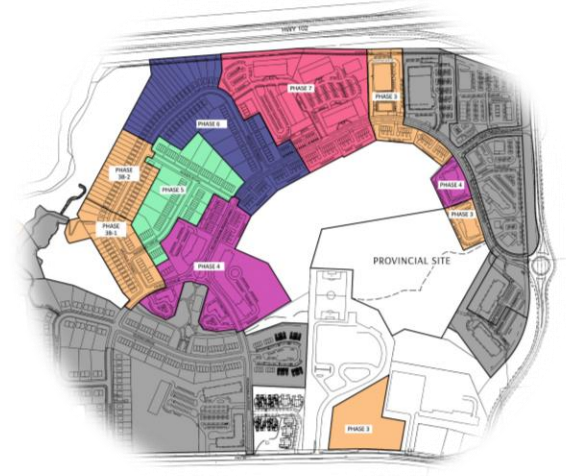 HWY 102
PHASE 7
PHASE 3
PHASE 6
PHASE
3B-2
PHASE 5
PHASE 4
PHASE 3
PHASE
3B-1
PROVINCIAL SITE
PHASE 4
PHASE 3